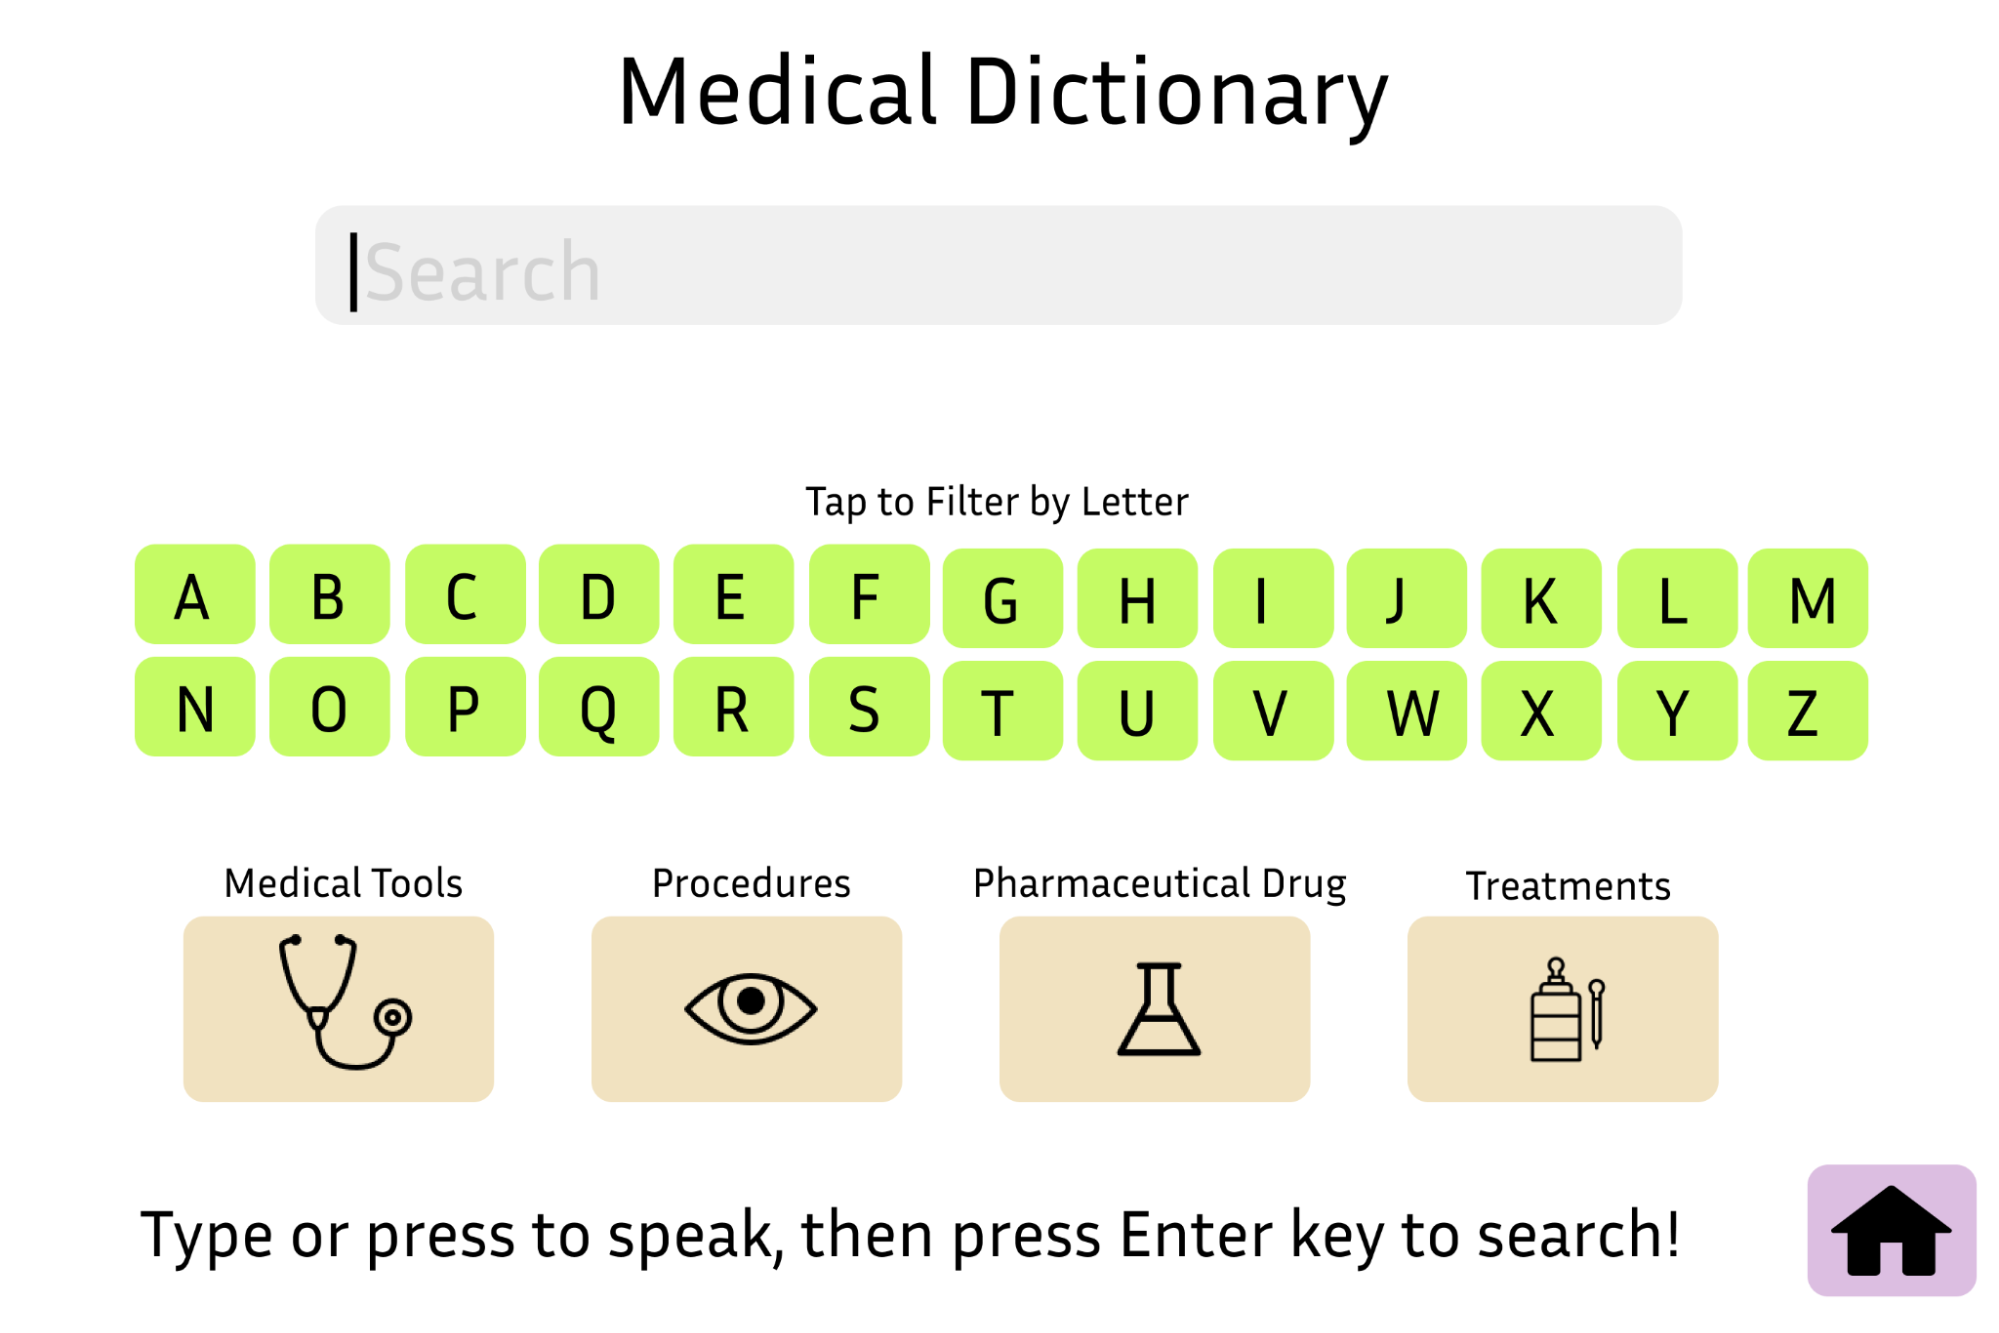 Medical Dictionary
Search
Tap to Filter by Letter
A B C D E F G H I J K L M
N O P Q R S T U V W X Y Z
Medical Tools Procedures Pharmaceutical Drug Treatments
Type or press to speak, then press Enter key to search!